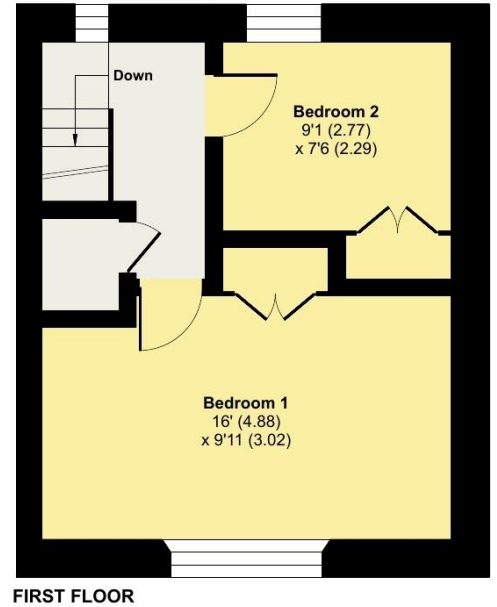 Down
Bedroom 2
9'1 (2.77)
x 7'6 (2.29)
Bedroom 1
16' (4.88)
x 9'11 (3.02)
FIRST FLOOR